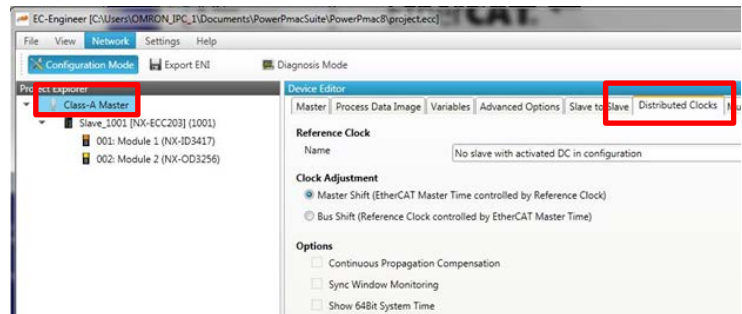 EtherCAT.
EC-Engineer [C:\Users\OMRON_IPC_1\Documents\PowerPmacSuite\PowerPmac8\project.ecc]
File View Network Settings Help
Configuration Mode Export ENI Diagnosis Mode
Project Explorer
Device Editor
Class-A Master
Slave_1001 [NX-ECC203] (1001)
001: Module 1 (NX-ID3417)
002: Module 2 (NX-OD3256)
Master Process Data Image Variables Advanced Options Slave to Slave Distributed Clocks
Reference Clock
Name No slave with activated DC in configuration
Clock Adjustment
Master Shift (EtherCAT Master Time controlled by Reference Clock)
Bus Shift (Reference Clock controlled by EtherCAT Master Time)
Options
Continuous Propagation Compensation
Sync Window Monitoring
Show 64Bit System Time